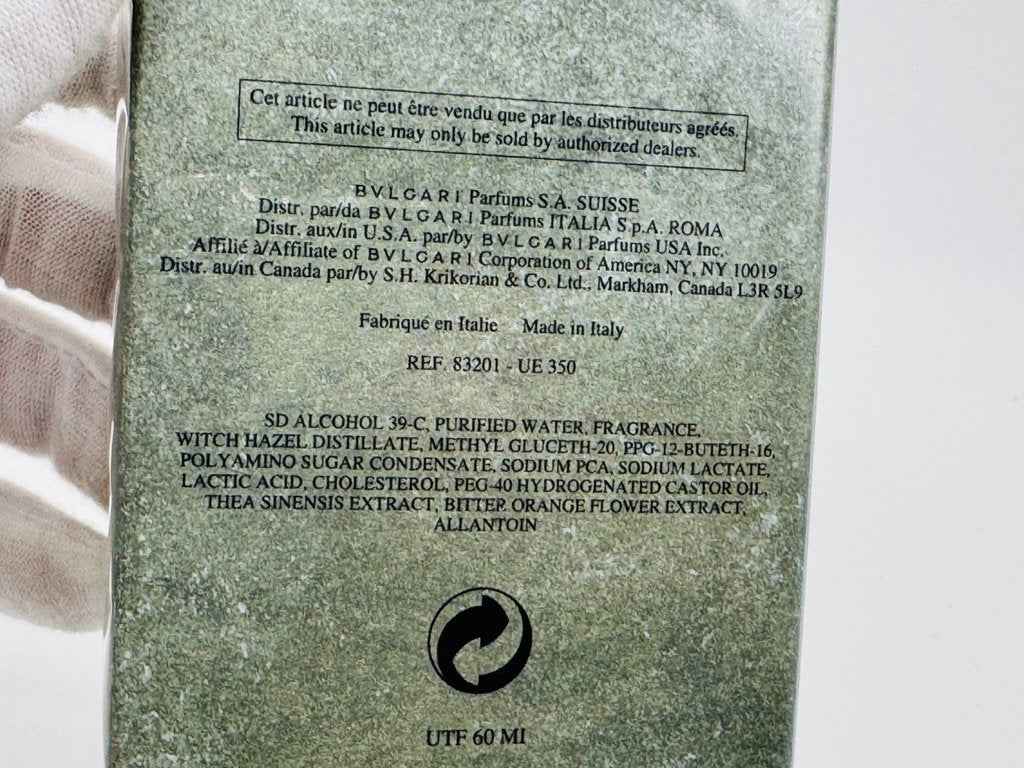 Cet article ne peut être vendu que par les distributeurs agréés.
This article may only be sold by authorized dealers.
BVLGARI Parfums S.A. SUISSE
Distr. par/da BVLGARI Parfums ITALIA S.p.A. ROMA
Distr. aux/in U.S.A. par/by BVLGARI Parfums USA Inc.
Affilié à/Affiliate of BVLGARI Corporation of America NY, NY 10019
Distr. au/in Canada par/by S.H. Krikorian & Co. Ltd., Markham, Canada L3R 5L9
Fabriqué en Italie Made in Italy
REF. 83201 - UE 350
SD ALCOHOL 39-C, PURIFIED WATER, FRAGRANCE,
WITCH HAZEL DISTILLATE, METHYL GLUCETH-20, PPG-12-BUTETH-16,
POLYAMINO SUGAR CONDENSATE, SODIUM PCA, SODIUM LACTATE,
LACTIC ACID, CHOLESTEROL, PEG-40 HYDROGENATED CASTOR OIL,
THEA SINENSIS EXTRACT, BITTER ORANGE FLOWER EXTRACT,
ALLANTOIN
UTF 60 MI